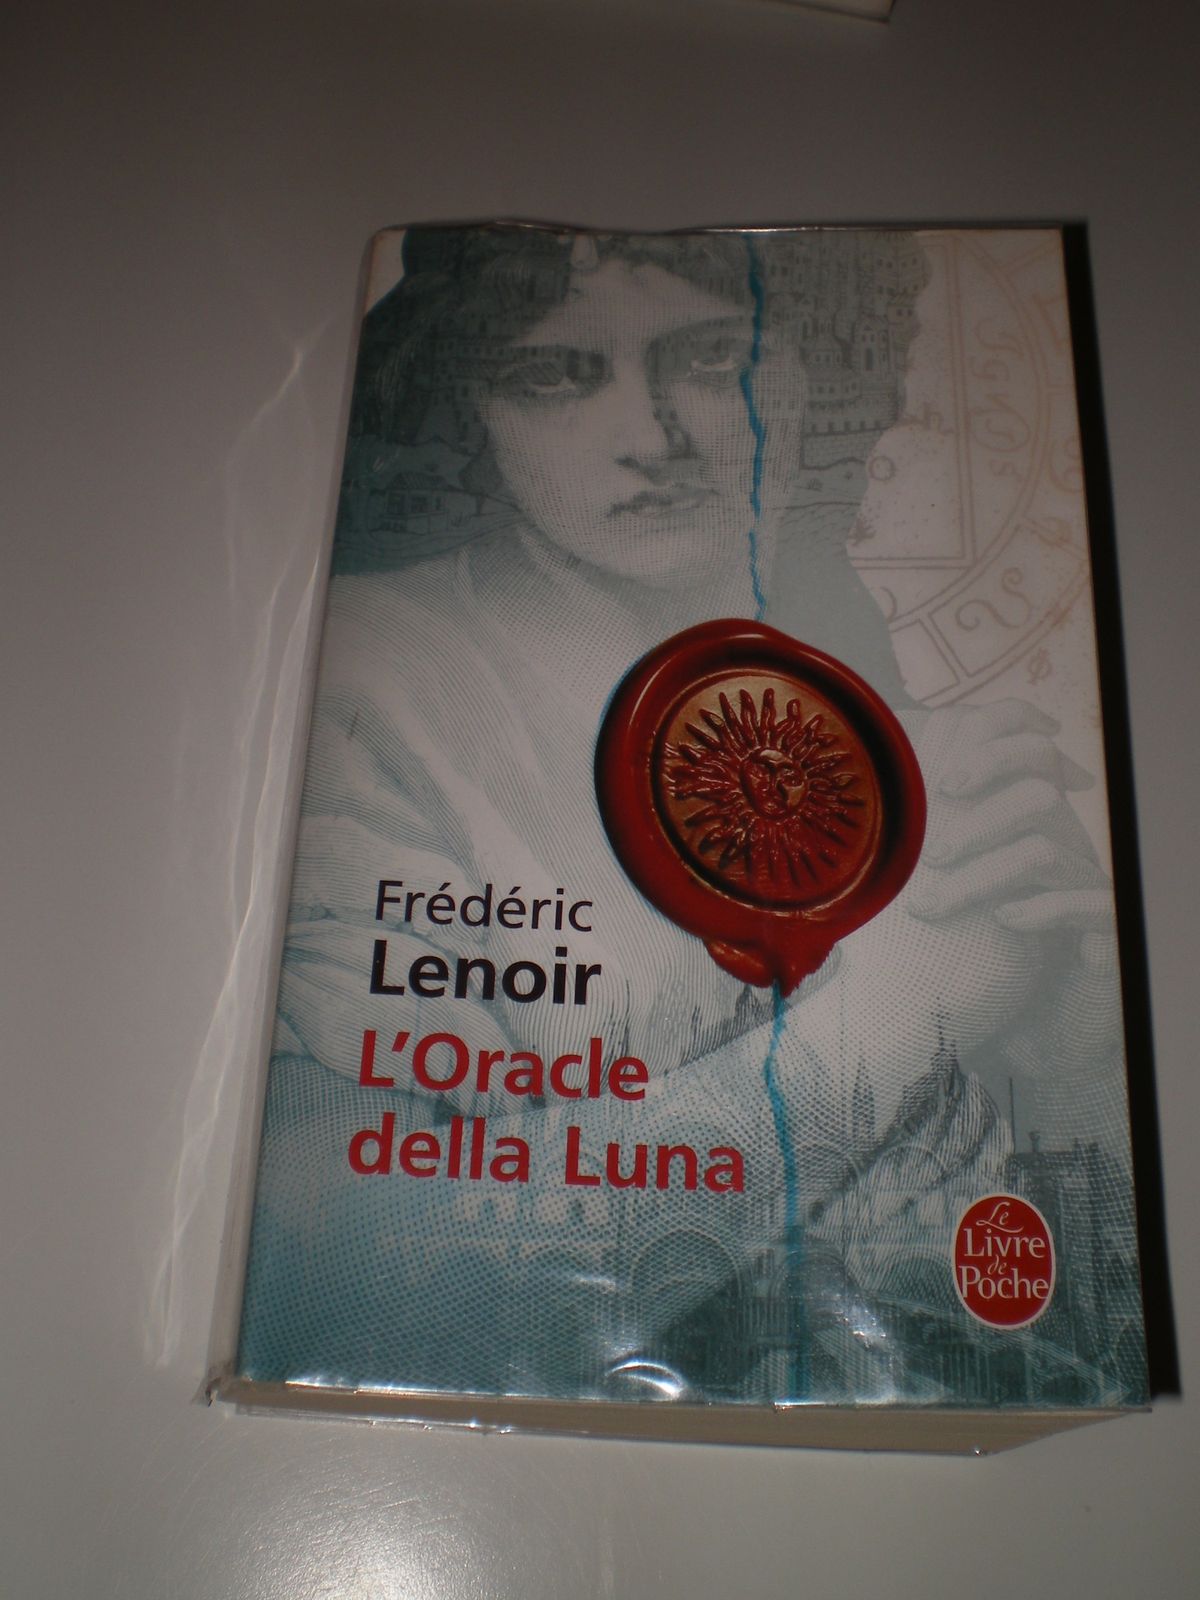 Frédéric
Lenoir
L'Oracle
della Luna
Le
Livre
de
Poche